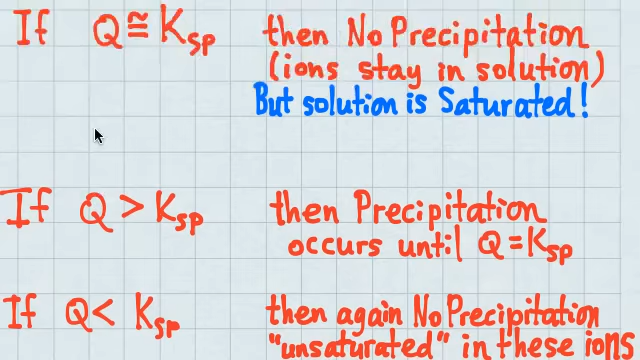 If Q ≅ Ksp then No Precipitation
(ions stay in solution)
But solution is Saturated!
If Q > Ksp then Precipitation
occurs until Q = Ksp
If Q < Ksp then again No Precipitation
"unsaturated" in these ions